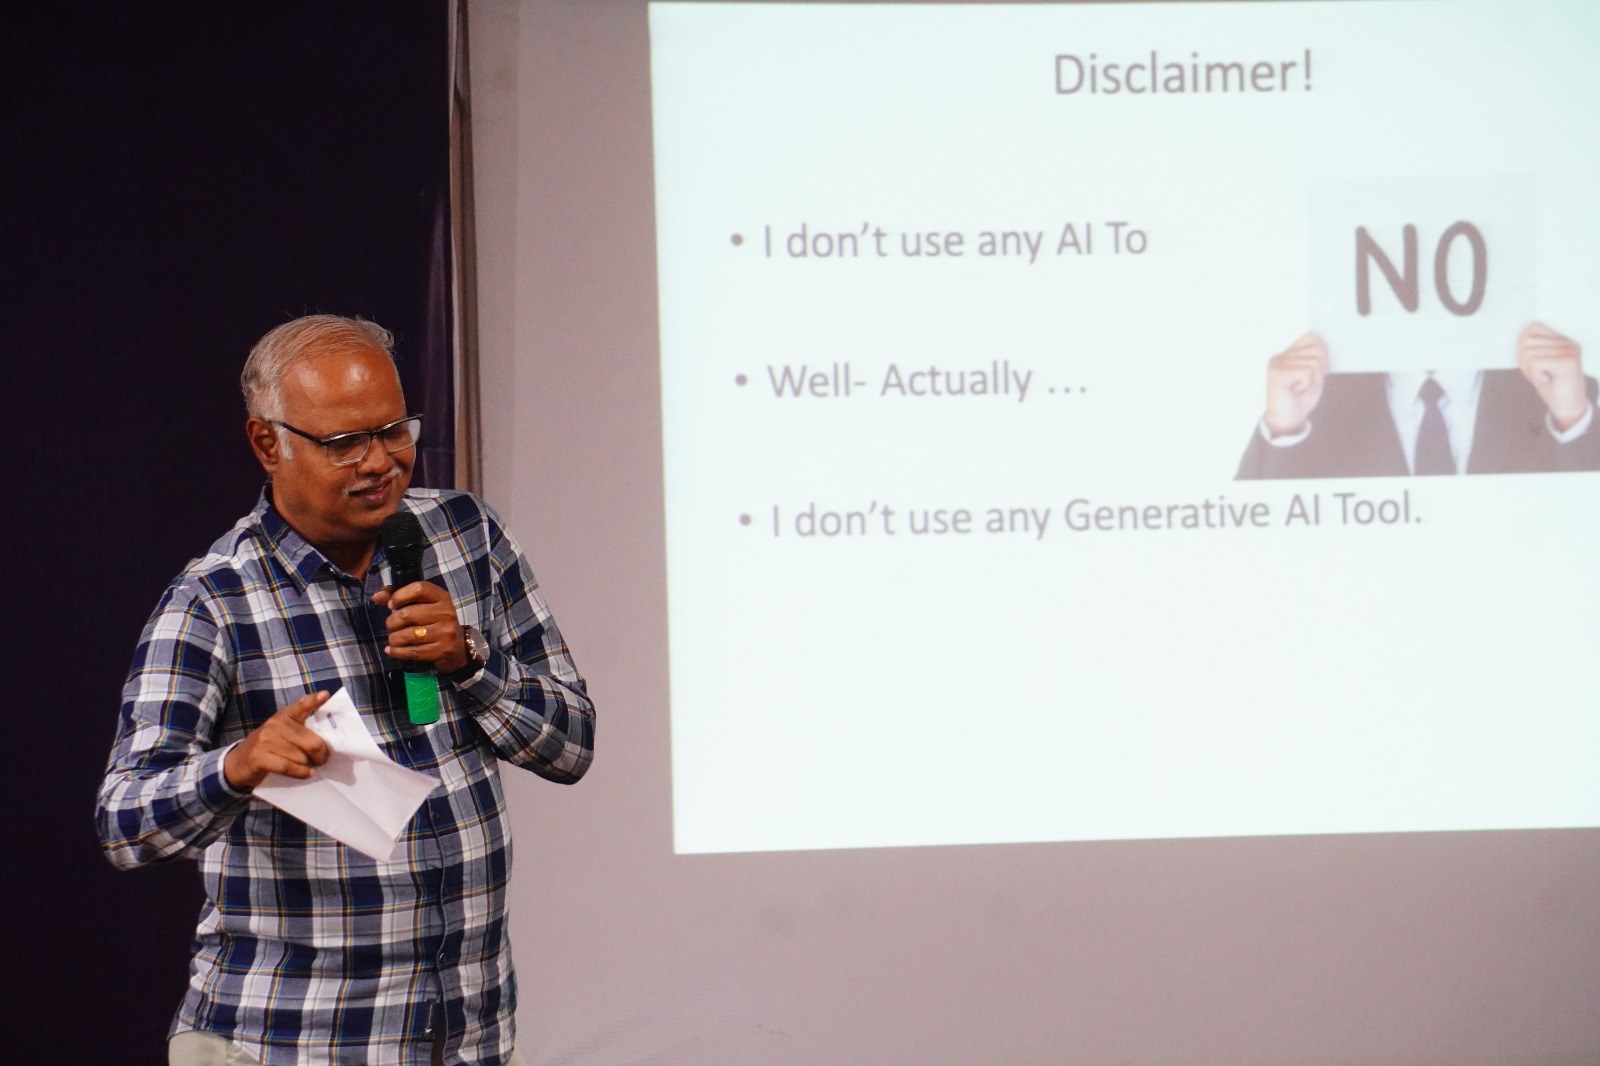 Disclaimer!
• I don't use any AI To
NO
• Well- Actually ...
• I don't use any Generative AI Tool.